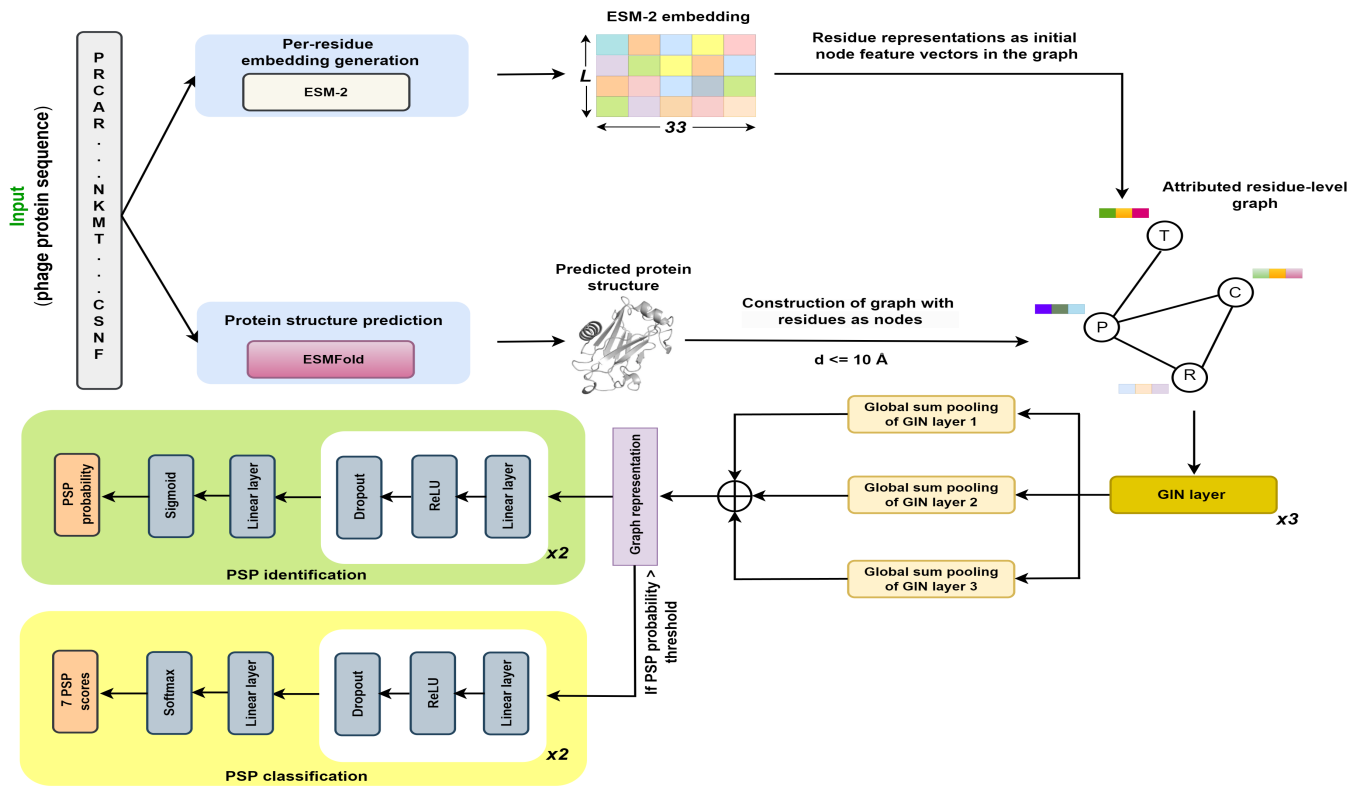 Input
(phage protein sequence)
P
R
C
A
R
.
.
.
N
K
M
T
.
.
.
C
S
N
F
Per-residue
embedding generation
ESM-2
ESM-2 embedding
L
33
Residue representations as initial
node feature vectors in the graph
Protein structure prediction
ESMFold
Predicted protein
structure
Construction of graph with
residues as nodes
d <= 10 Å
Attributed residue-level
graph
T
C
P
R
GIN layer
x3
Global sum pooling
of GIN layer 1
Global sum pooling
of GIN layer 2
Global sum pooling
of GIN layer 3
Graph representation
If PSP probability >
threshold
Linear layer
ReLU
Dropout
x2
Linear layer
Sigmoid
PSP
probability
PSP identification
Linear layer
ReLU
Dropout
x2
Linear layer
Softmax
7 PSP
scores
PSP classification